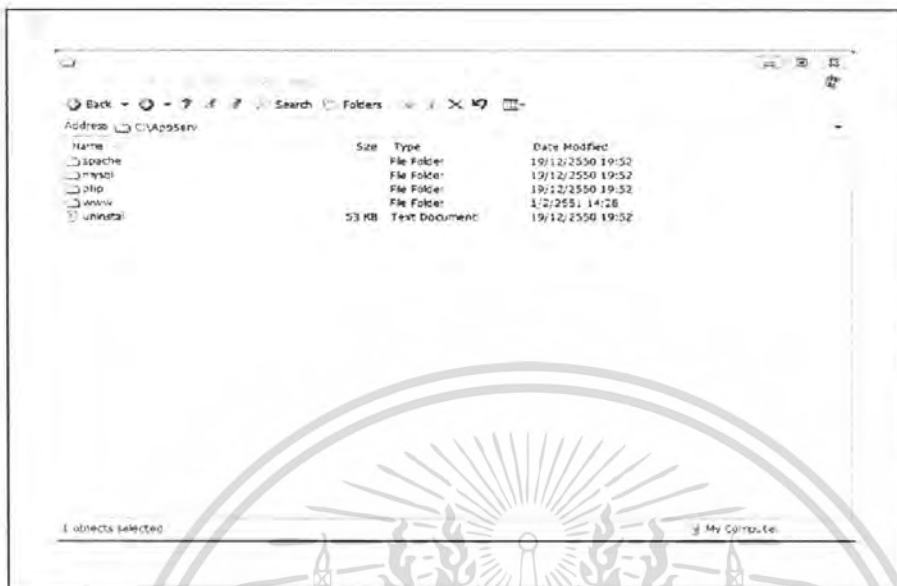 Back Search Folders
Address C:\AppServ
Name Size Type Date Modified
apache File Folder 19/12/2550 19:52
mysql File Folder 19/12/2550 19:52
php File Folder 19/12/2550 19:52
www File Folder 1/2/2551 14:26
uninstal 53 KB Text Document 19/12/2550 19:52
1 objects selected My Computer